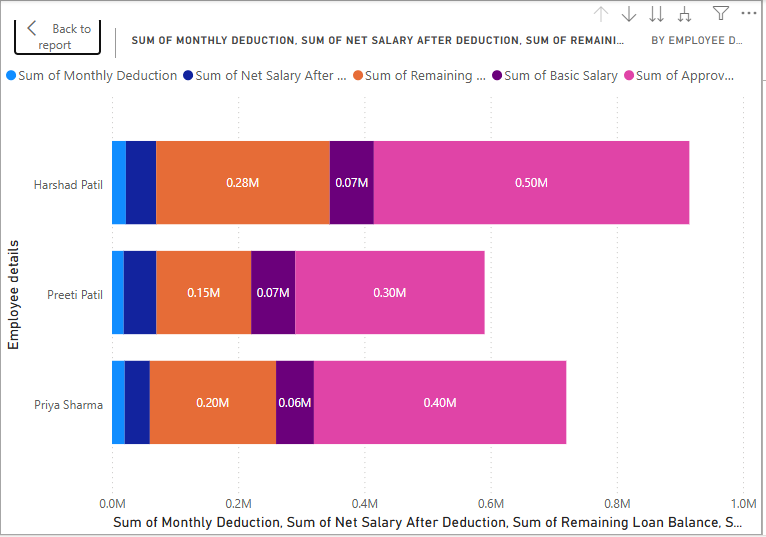 Back to
report
SUM OF MONTHLY DEDUCTION, SUM OF NET SALARY AFTER DEDUCTION, SUM OF REMAINI...
BY EMPLOYEE D...
Sum of Monthly Deduction Sum of Net Salary After ... Sum of Remaining ... Sum of Basic Salary Sum of Approv...
Employee details
Harshad Patil 0.28M 0.07M 0.50M
Preeti Patil 0.15M 0.07M 0.30M
Priya Sharma 0.20M 0.06M 0.40M
0.0M 0.2M 0.4M 0.6M 0.8M 1.0M
Sum of Monthly Deduction, Sum of Net Salary After Deduction, Sum of Remaining Loan Balance, S...